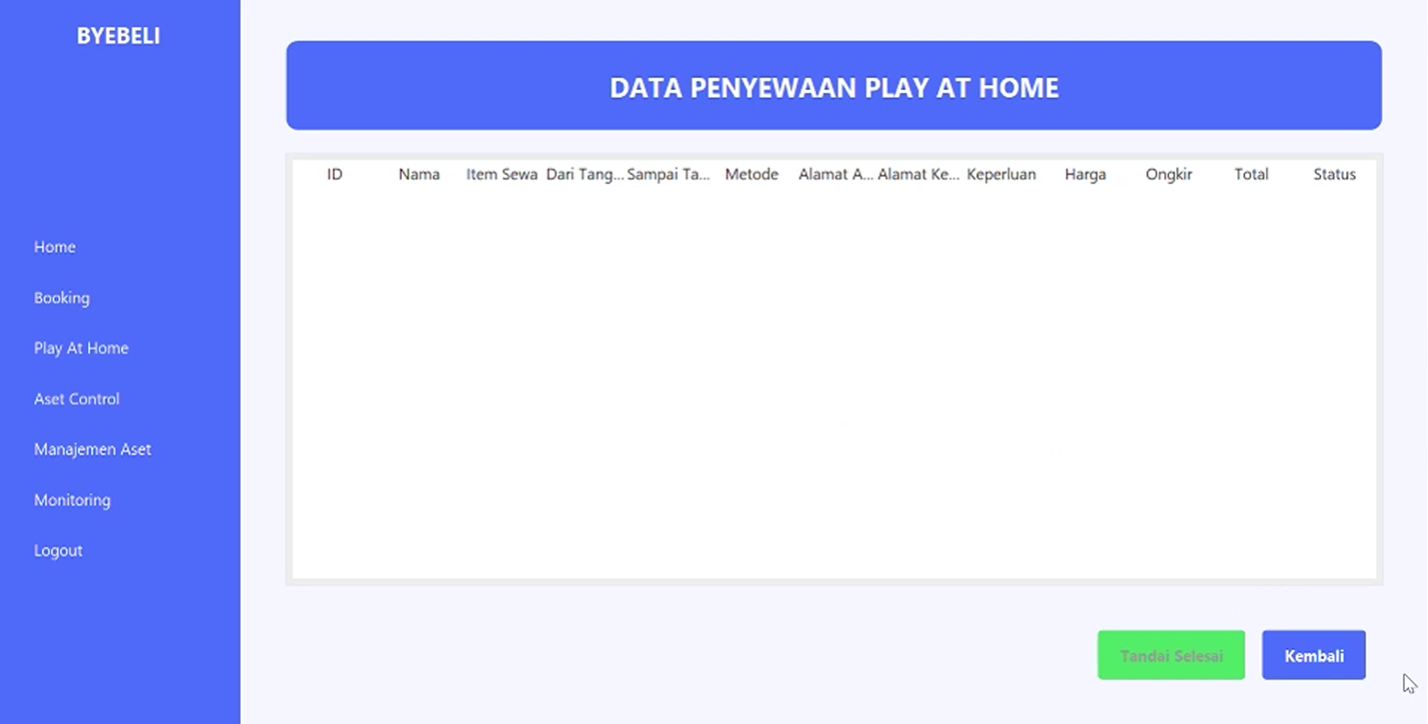 BYEBELI
Home
Booking
Play At Home
Aset Control
Manajemen Aset
Monitoring
Logout
DATA PENYEWAAN PLAY AT HOME
ID Nama Item Sewa Dari Tang... Sampai Ta... Metode Alamat A... Alamat Ke... Keperluan Harga Ongkir Total Status
Tandai Selesai Kembali